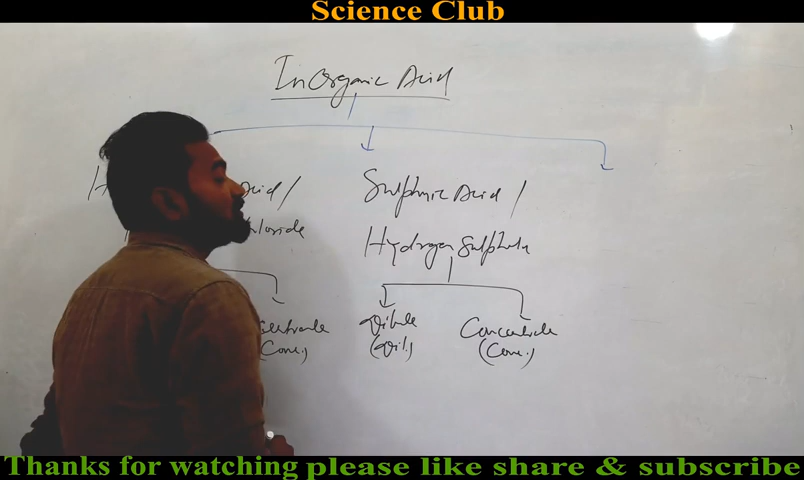 Science Club
InOrganic Acid
Acid /
Sulphuric Acid /
Hydrogen Sulphate
Dilute
Concentrate
(dil.)
(Conc.)
(Conc.)
Thanks for watching please like share & subscribe